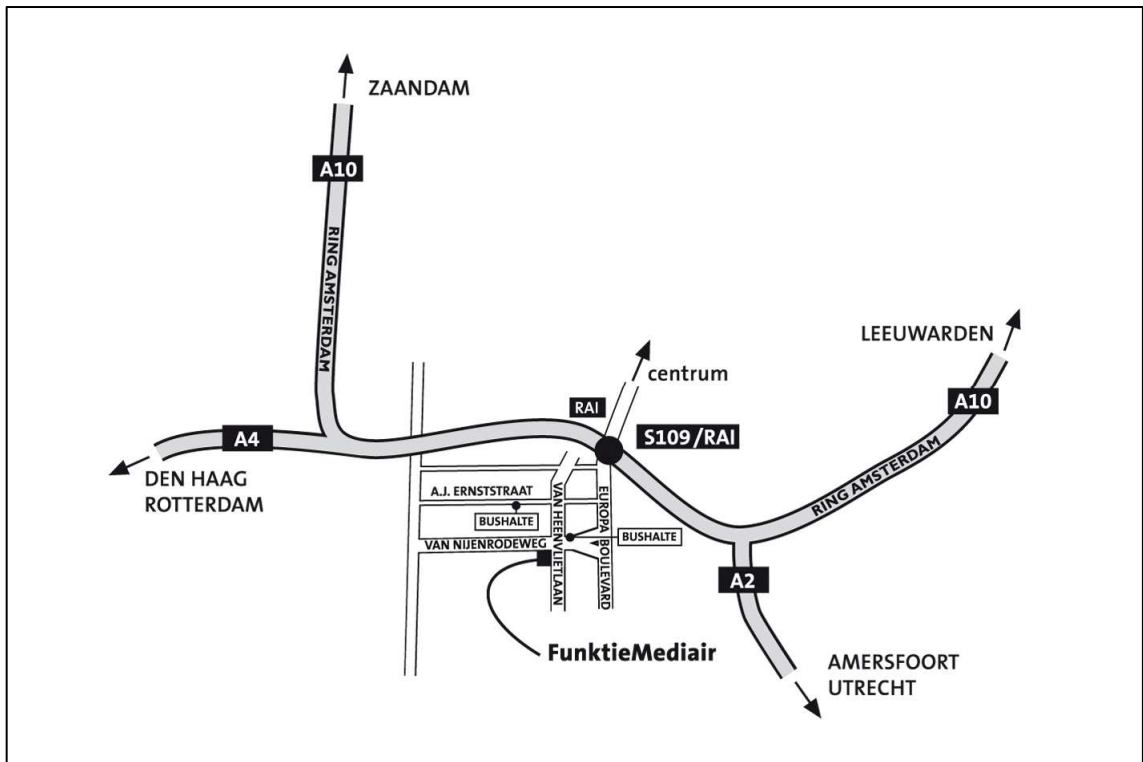 ZAANDAM
A10
RING AMSTERDAM
LEEUWARDEN
centrum
RAI
A10
A4
S109/RAI
DEN HAAG
ROTTERDAM
RING AMSTERDAM
A.J. ERNSTSTRAAT
BUSHALTE
VAN HEENVLIETLAAN
EUROPA BOULEVARD
BUSHALTE
VAN NIJENRODEWEG
A2
FunktieMediair
AMERSFOORT
UTRECHT